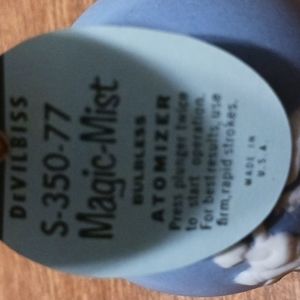 DEVILBISS
S-350-77
Magic-Mist
BULBLESS
ATOMIZER
Press plunger twice
to start operation.
For best results, use
firm, rapid strokes.
MADE IN
U.S.A.